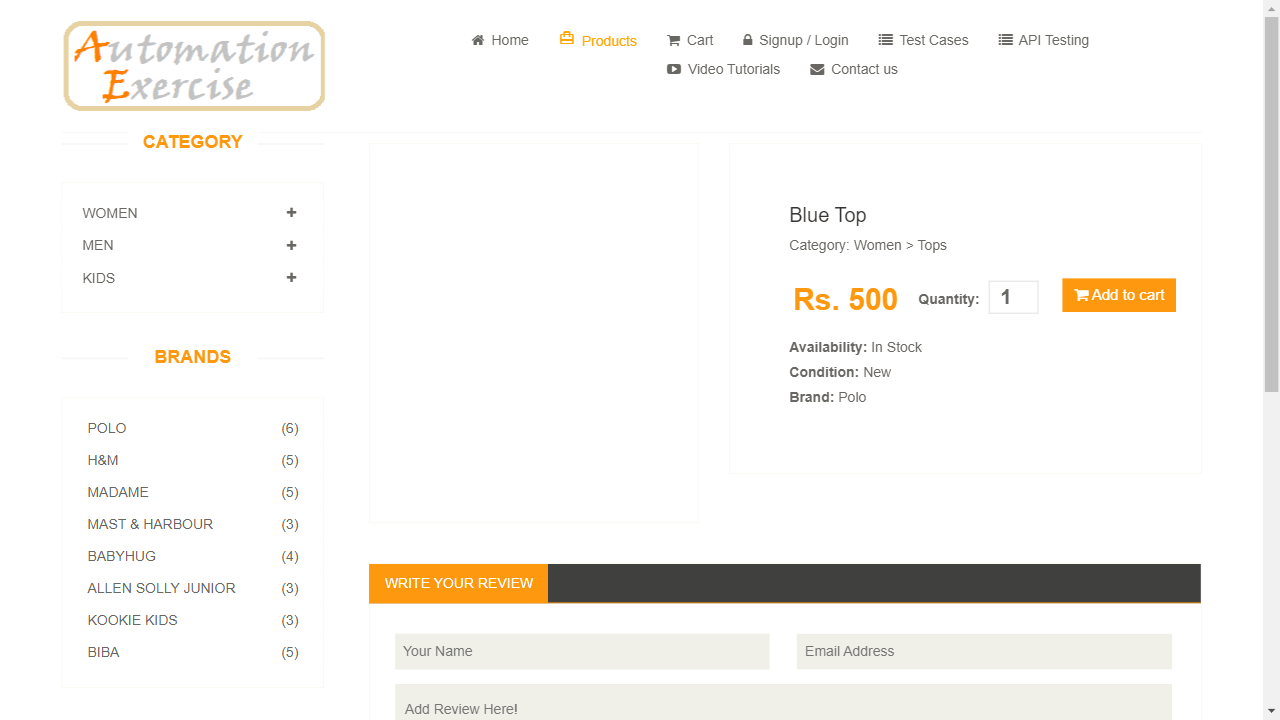 Automation
Exercise
Home
Products
Cart
Signup / Login
Test Cases
API Testing
Video Tutorials
Contact us
CATEGORY
WOMEN
MEN
KIDS
BRANDS
POLO (6)
H&M (5)
MADAME (5)
MAST & HARBOUR (3)
BABYHUG (4)
ALLEN SOLLY JUNIOR (3)
KOOKIE KIDS (3)
BIBA (5)
Blue Top
Category: Women > Tops
Rs. 500 Quantity: 1 Add to cart
Availability: In Stock
Condition: New
Brand: Polo
WRITE YOUR REVIEW
Your Name
Email Address
Add Review Here!